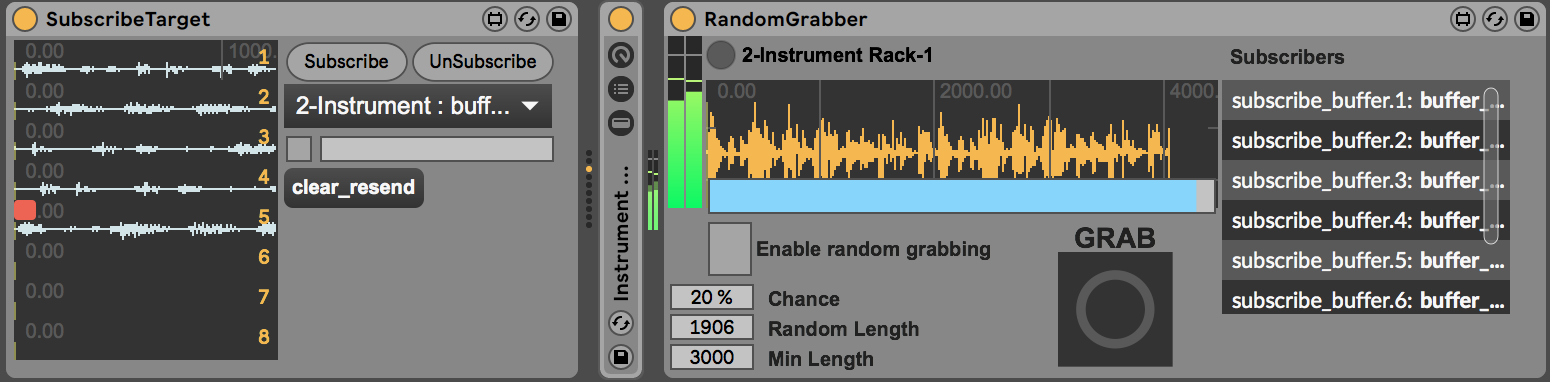 SubscribeTarget
0.00 1000.
1
0.00
2
0.00
3
0.00
4
.00
5
0.00
6
0.00
7
0.00
8
Subscribe
UnSubscribe
2-Instrument : buff...
clear_resend
Instrument ...
RandomGrabber
2-Instrument Rack-1
0.00 2000.00 4000.
Enable random grabbing
20 % Chance
1906 Random Length
3000 Min Length
GRAB
Subscribers
subscribe_buffer.1: buffer_...
subscribe_buffer.2: buffer_...
subscribe_buffer.3: buffer_...
subscribe_buffer.4: buffer_...
subscribe_buffer.5: buffer_...
subscribe_buffer.6: buffer_...